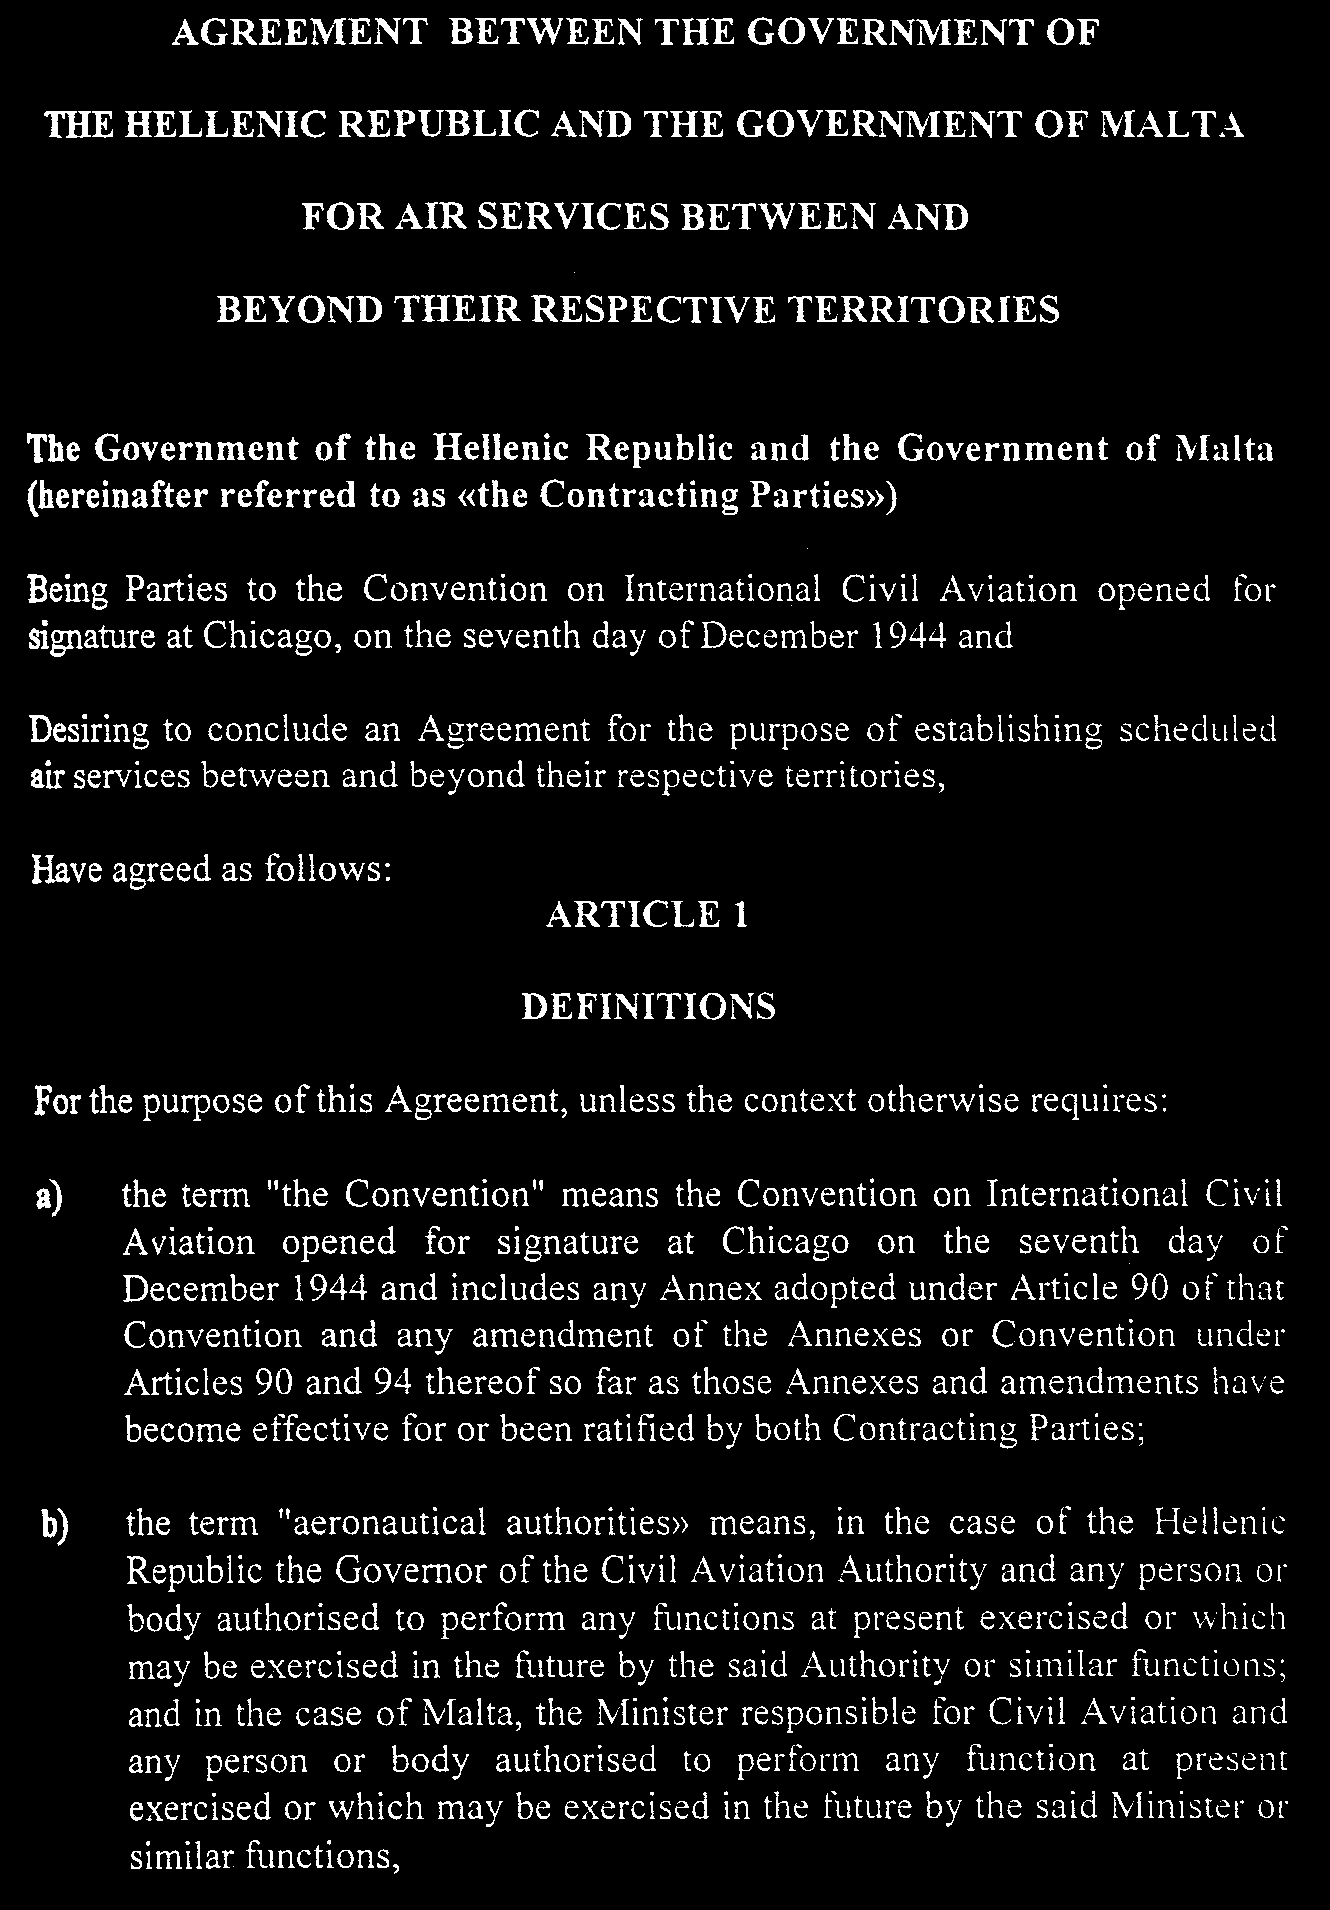 AGREEMENT BETWEEN THE GOVERNMENT OF
THE HELLENIC REPUBLIC AND THE GOVERNMENT OF MALTA
FOR AIR SERVICES BETWEEN AND
BEYOND THEIR RESPECTIVE TERRITORIES
The Government of the Hellenic Republic and the Government of Malta
(hereinafter referred to as «the Contracting Parties»)
Being Parties to the Convention on International Civil Aviation opened for
signature at Chicago, on the seventh day of December 1944 and
Desiring to conclude an Agreement for the purpose of establishing scheduled
air services between and beyond their respective territories,
Have agreed as follows:
ARTICLE 1
DEFINITIONS
For the purpose of this Agreement, unless the context otherwise requires:
a) the term "the Convention" means the Convention on International Civil
Aviation opened for signature at Chicago on the seventh day of
December 1944 and includes any Annex adopted under Article 90 of that
Convention and any amendment of the Annexes or Convention under
Articles 90 and 94 thereof so far as those Annexes and amendments have
become effective for or been ratified by both Contracting Parties;
b) the term "aeronautical authorities» means, in the case of the Hellenic
Republic the Governor of the Civil Aviation Authority and any person or
body authorised to perform any functions at present exercised or which
may be exercised in the future by the said Authority or similar functions;
and in the case of Malta, the Minister responsible for Civil Aviation and
any person or body authorised to perform any function at present
exercised or which may be exercised in the future by the said Minister or
similar functions,